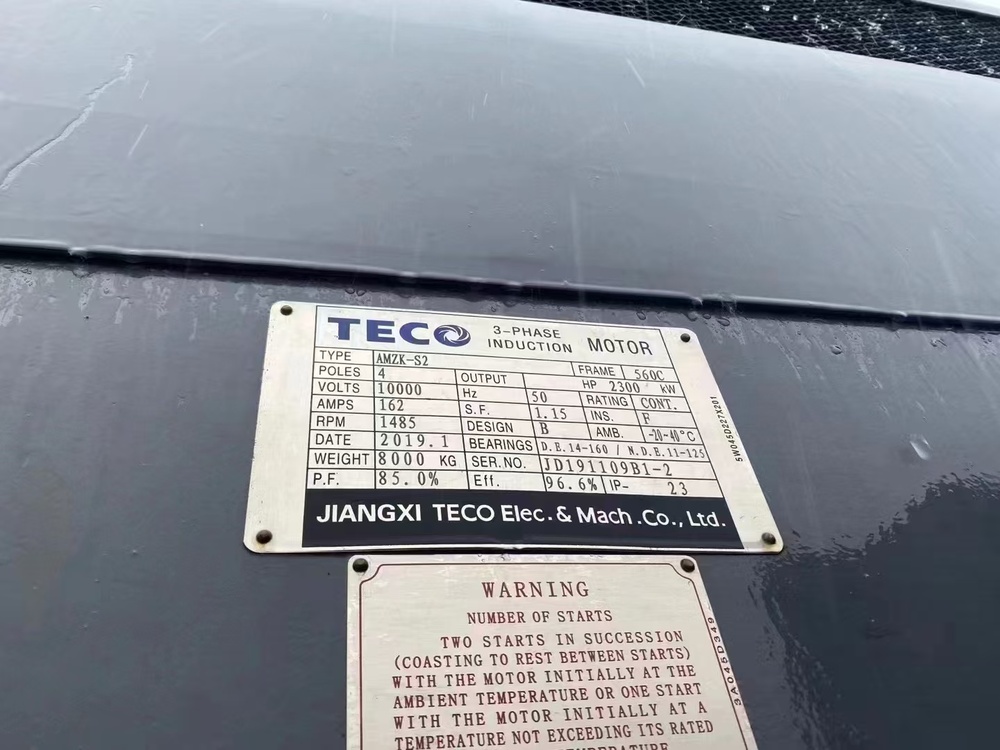 TECO 3-PHASE INDUCTION MOTOR
TYPE AMZK-S2 FRAME 560C
POLES 4 OUTPUT HP 2300 kW
VOLTS 10000 Hz 50 RATING CONT.
AMPS 162 S.F. 1.15 INS. F
RPM 1485 DESIGN B AMB. -20-40°C
DATE 2019.1 BEARINGS D.E.14-160 / N.D.E.11-125
WEIGHT 8000 KG SER.NO. JD191109B1-2
P.F. 85.0% Eff. 96.6% IP- 23
JIANGXI TECO Elec.& Mach.Co., Ltd.
5W045D227X201
WARNING
NUMBER OF STARTS
TWO STARTS IN SUCCESSION
(COASTING TO REST BETWEEN STARTS)
WITH THE MOTOR INITIALLY AT THE
AMBIENT TEMPERATURE OR ONE START
WITH THE MOTOR INITIALLY AT A
TEMPERATURE NOT EXCEEDING ITS RATED
TEMPERATURE
3A045D349